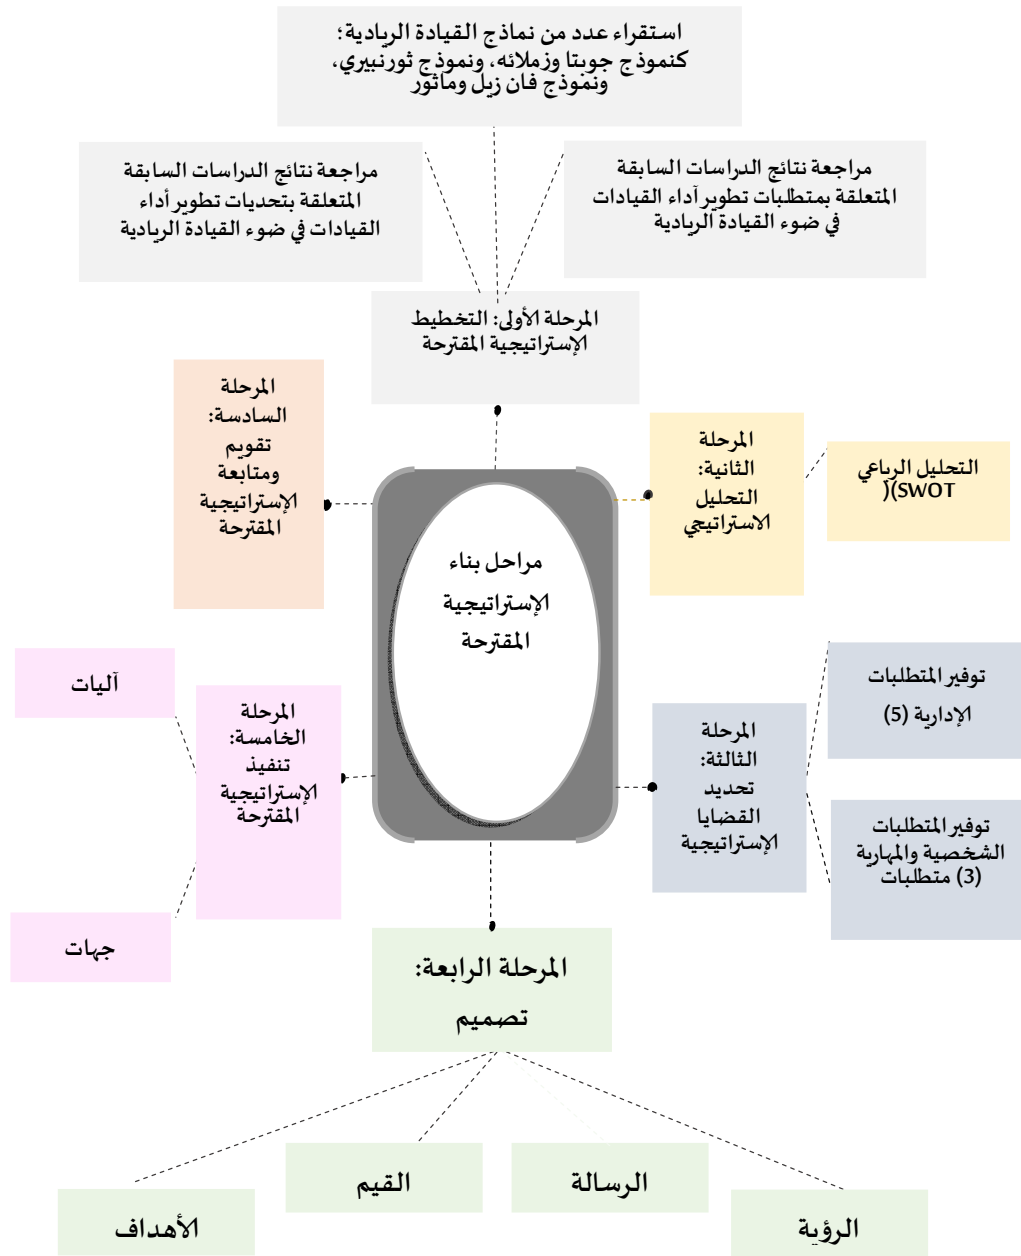 استقراء عدد من نماذج القيادة الريادية؛
كنموذج جوبتا وزملائه، ونموذج ثورنبيري،
ونموذج فان زيل وماثور
مراجعة نتائج الدراسات السابقة
المتعلقة بمتطلبات تطوير أداء القيادات
في ضوء القيادة الريادية
مراجعة نتائج الدراسات السابقة
المتعلقة بتحديات تطوير أداء
القيادات في ضوء القيادة الريادية
المرحلة الأولى: التخطيط
الإستراتيجية المقترحة
المرحلة
الثانية:
التحليل
الاستراتيجي
التحليل الرباعي
)(SWOT
المرحلة
السادسة:
تقويم
ومتابعة
الإستراتيجية
المقترحة
مراحل بناء
الإستراتيجية
المقترحة
المرحلة
الثالثة:
تحديد
القضايا
الإستراتيجية
توفير المتطلبات
الإدارية (5)
توفير المتطلبات
الشخصية والمهارية
(3) متطلبات
المرحلة
الخامسة:
تنفيذ
الإستراتيجية
المقترحة
آليات
جهات
المرحلة الرابعة:
تصميم
الرؤية
الرسالة
القيم
الأهداف